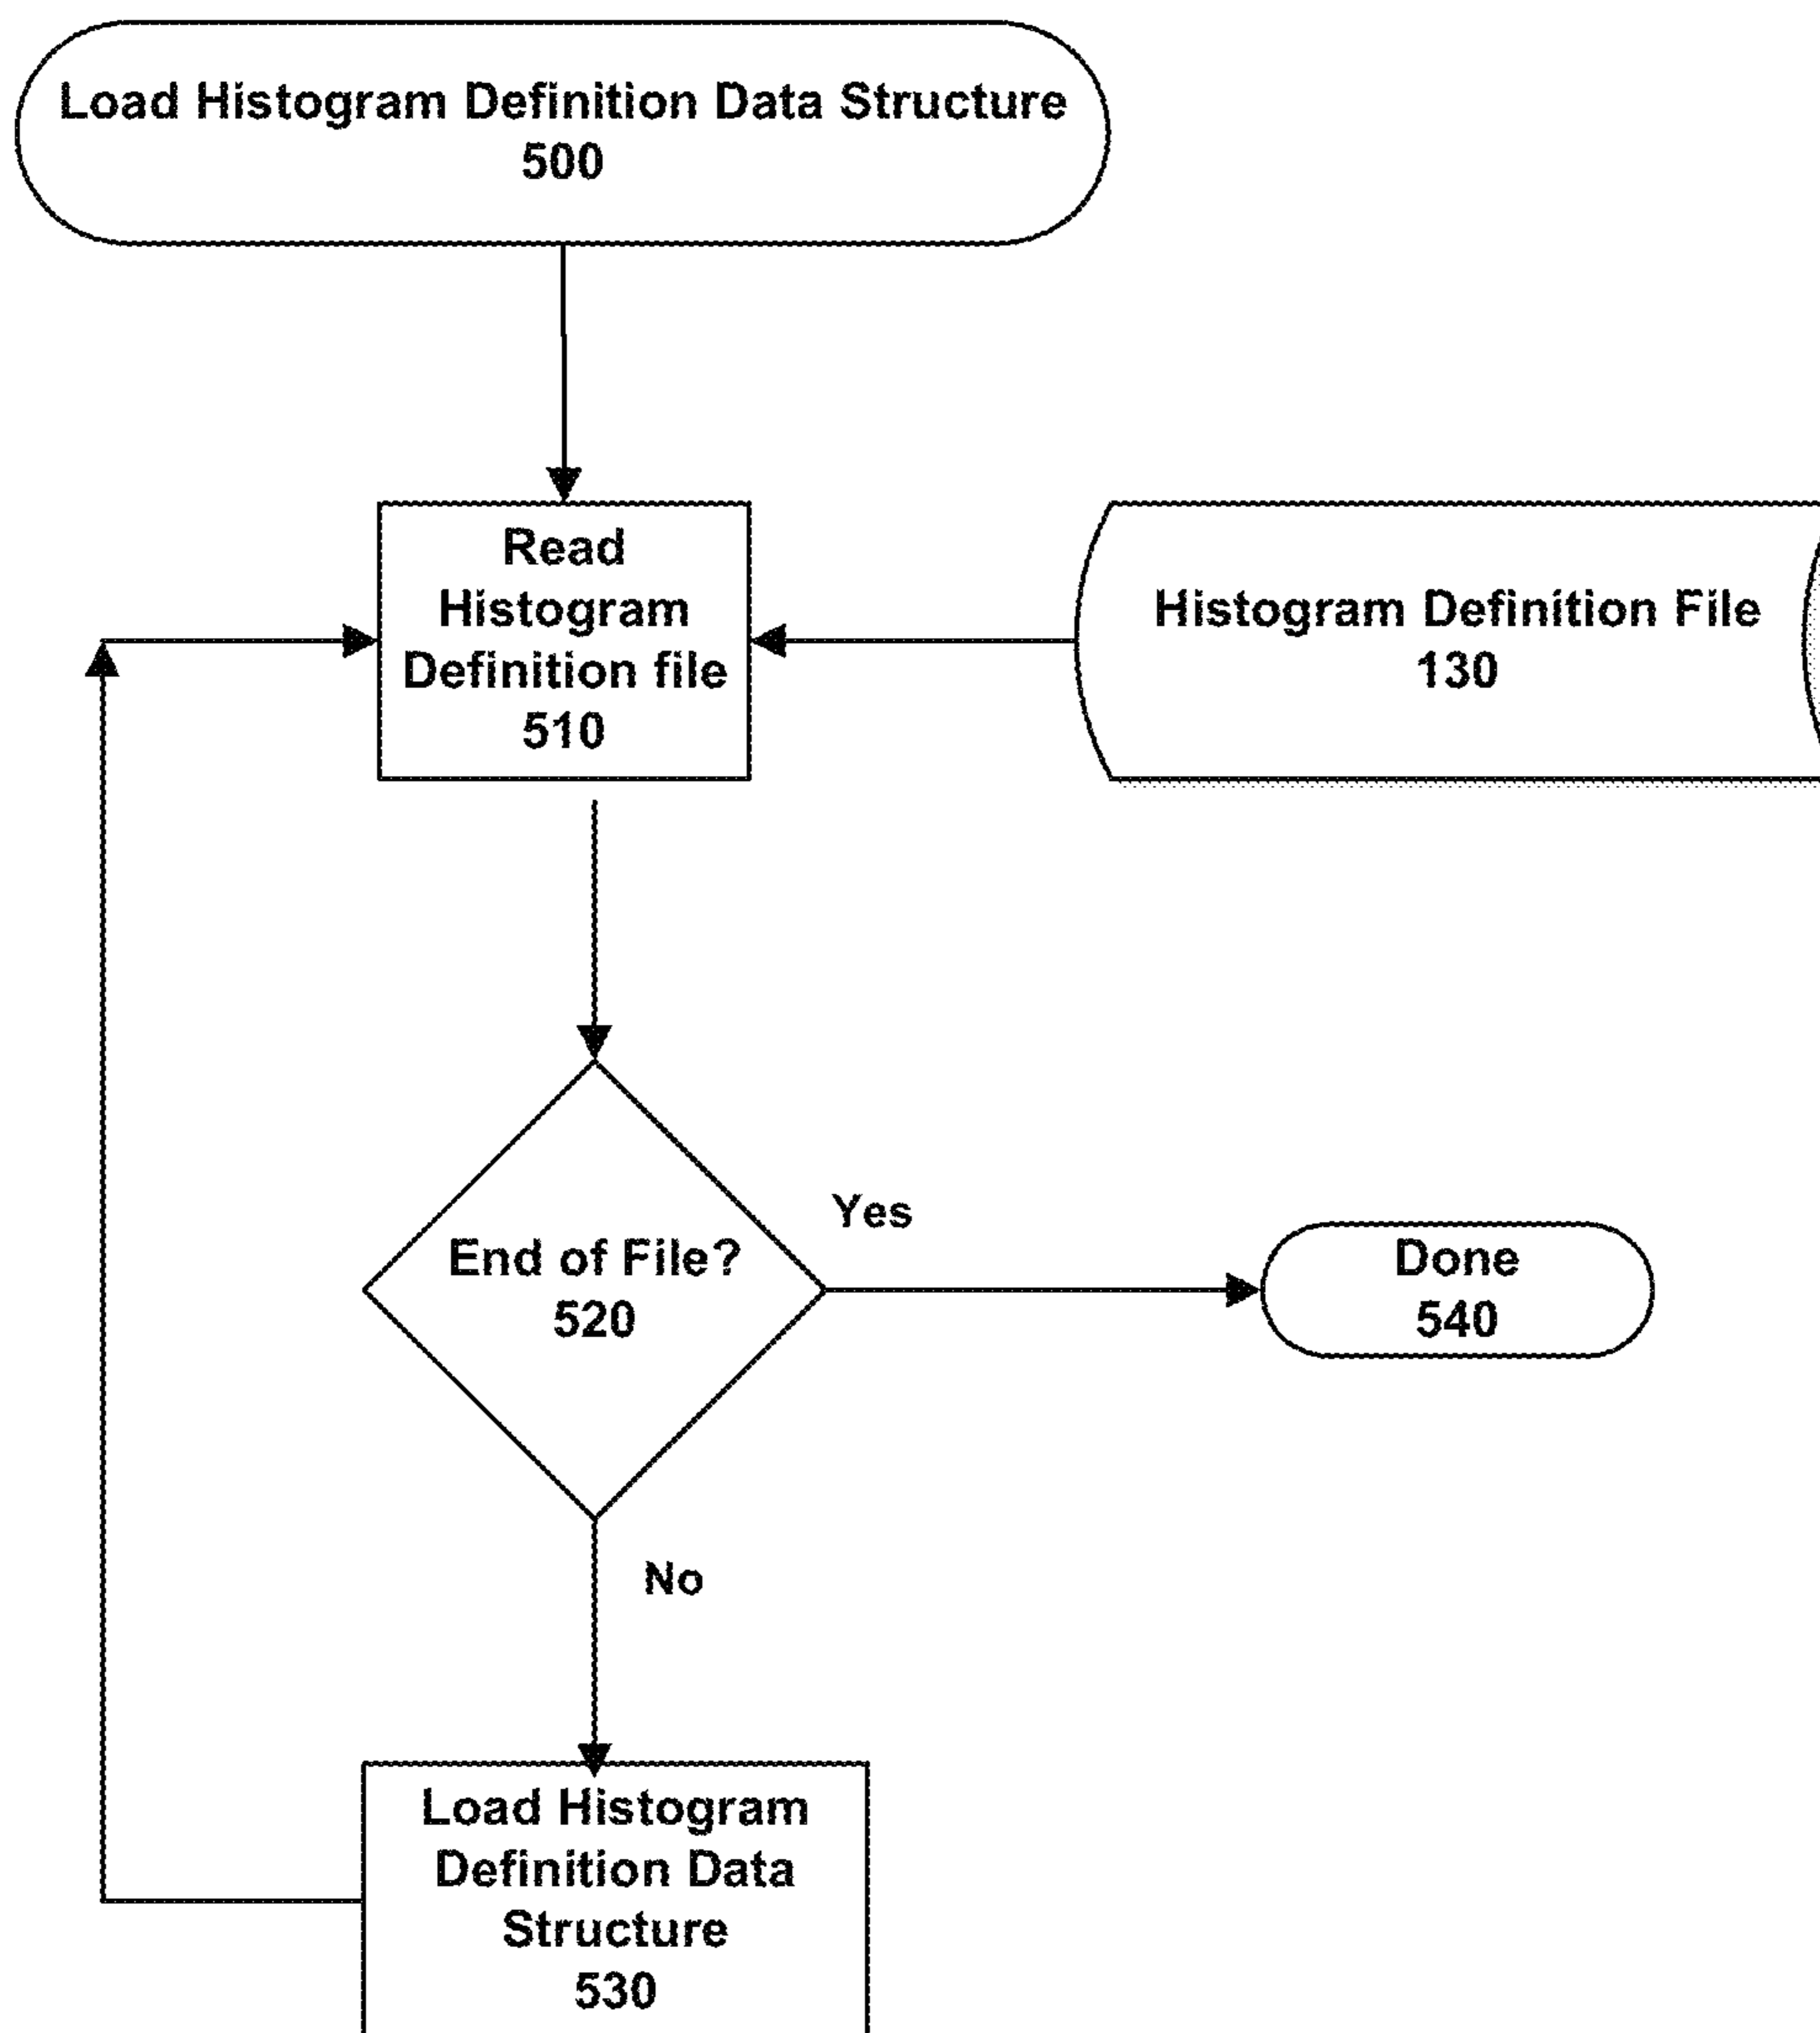 Load Histogram Definition Data Structure
500
Read
Histogram
Definition file
510
Histogram Definition File
130
End of File?
520
Yes
Done
540
No
Load Histogram
Definition Data
Structure
530